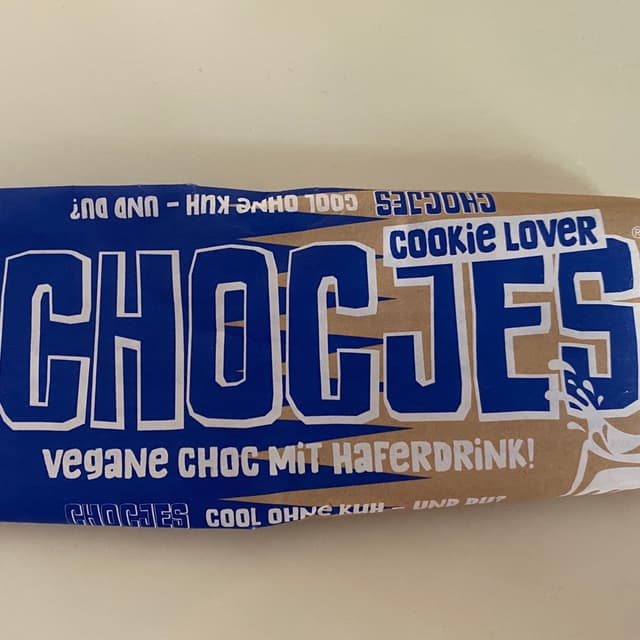 CHOCJES COOL OHNE KUH - UND DU?
COOKIE LOVER
CHOCJES®
VEGANE CHOC MIT HAFERDRINK!
CHOCJES COOL OHNE KUH - UND DU?